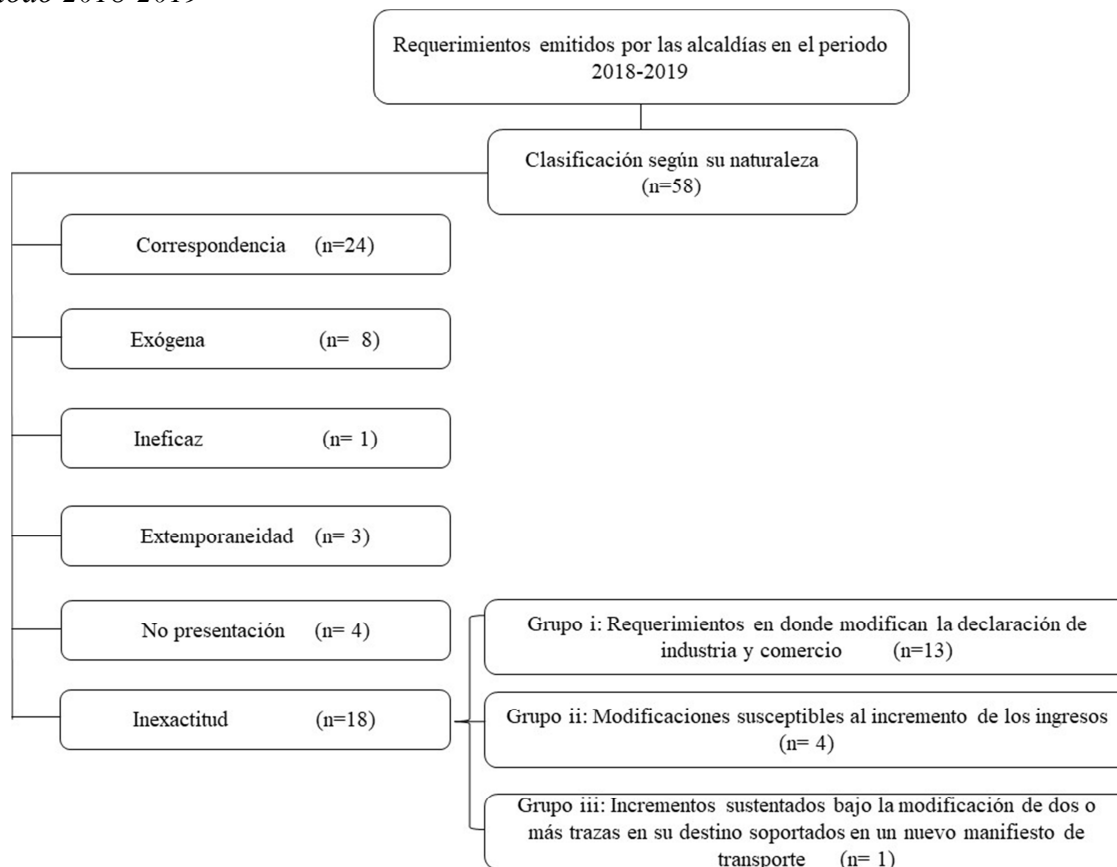 2018-2019
Requerimientos emitidos por las alcaldías en el periodo
2018-2019
Clasificación según su naturaleza
(n=58)
Correspondencia (n=24)
Exógena (n= 8)
Ineficaz (n= 1)
Extemporaneidad (n= 3)
No presentación (n= 4)
Inexactitud (n=18)
Grupo i: Requerimientos en donde modifican la declaración de
industria y comercio (n=13)
Grupo ii: Modificaciones susceptibles al incremento de los ingresos
(n= 4)
Grupo iii: Incrementos sustentados bajo la modificación de dos o
más trazas en su destino soportados en un nuevo manifiesto de
transporte (n= 1)